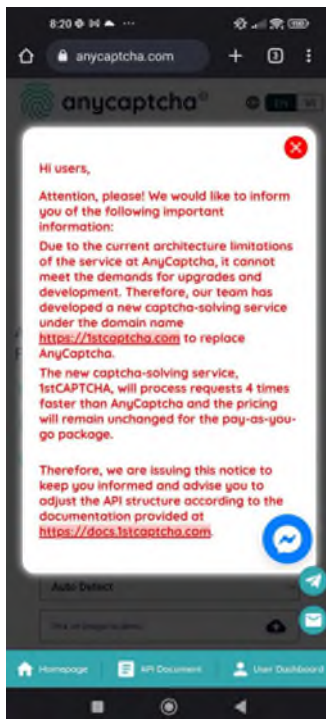 8:20
anycaptcha.com
3
anycaptcha
EN
VI
Hi users,
Attention, please! We would like to inform
you of the following important
information:
Due to the current architecture limitations
of the service at AnyCaptcha, it cannot
meet the demands for upgrades and
development. Therefore, our team has
developed a new captcha-solving service
under the domain name
https://1stcaptcha.com to replace
AnyCaptcha.
The new captcha-solving service,
1stCAPTCHA, will process requests 4 times
faster than AnyCaptcha and the pricing
will remain unchanged for the pay-as-you-
go package.
Therefore, we are issuing this notice to
keep you informed and advise you to
adjust the API structure according to the
documentation provided at
https://docs.1stcaptcha.com.
Auto Detect
Homepage
API Document
User Dashboard